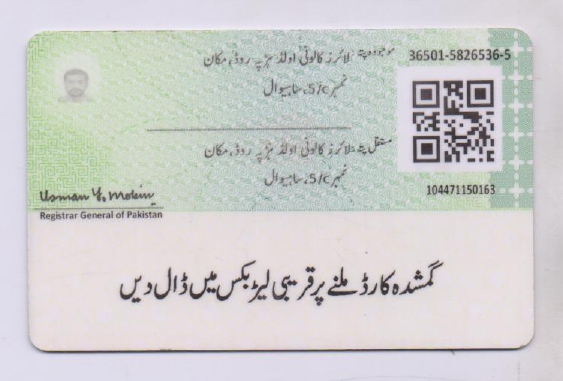 موجودہ پتہ: لائرز کالونی اولڈ ہڑپہ روڈ، مکان
36501-5826536-5
نمبر 5/c، ساہیوال
مستقل پتہ: لائرز کالونی اولڈ ہڑپہ روڈ، مکان
نمبر 5/c، ساہیوال
104471150163
Usman Y. Mobin
Registrar General of Pakistan
گمشدہ کارڈ ملنے پر قریبی لیٹر بکس میں ڈال دیں